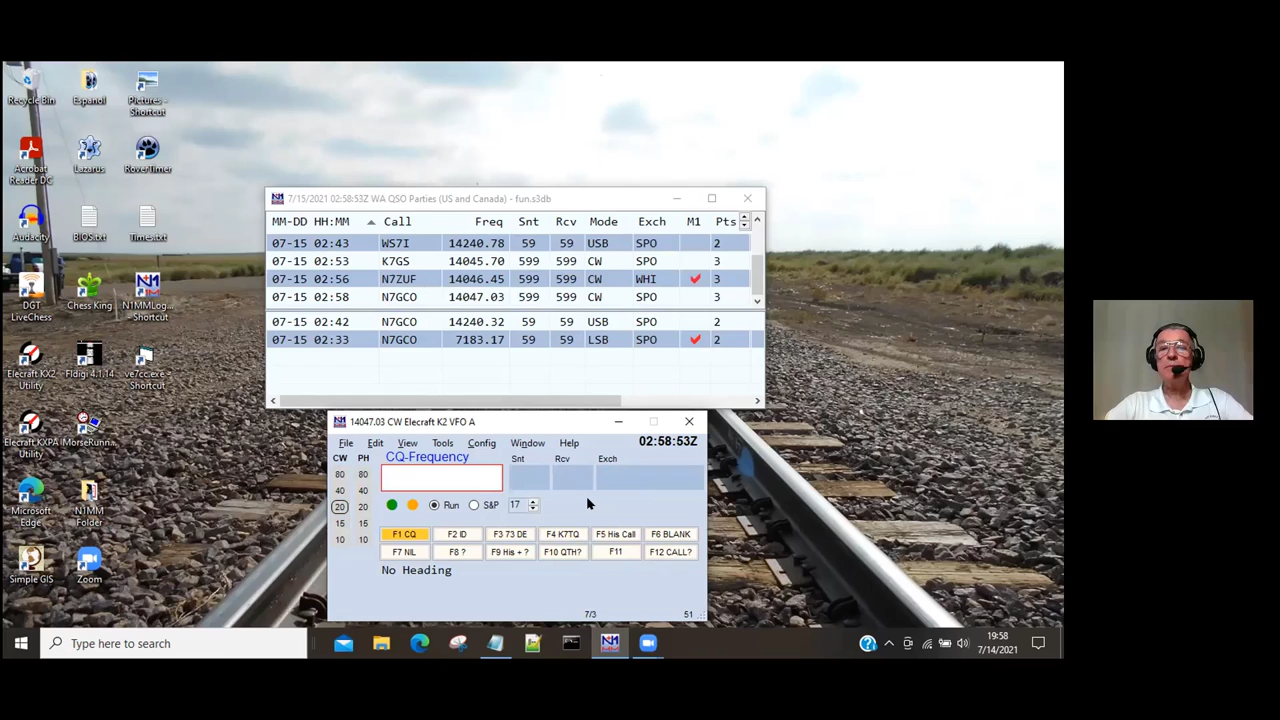 Recycle Bin
Espanol
Pictures - Shortcut
Acrobat Reader DC
Lazarus
RoverTimer
Audacity
BIOS.txt
Times.txt
DGT LiveChess
Chess King
N1MMLog... - Shortcut
Elecraft KX2 Utility
Fldigi 4.1.14
ve7cc.exe - Shortcut
Elecraft KXPA Utility
MorseRunn...
Microsoft Edge
N1MM Folder
Simple GIS
Zoom
7/15/2021 02:58:53Z WA QSO Parties (US and Canada) - fun.s3db
MM-DD HH:MM Call Freq Snt Rcv Mode Exch M1 Pts
07-15 02:43 WS7I 14240.78 59 59 USB SPO 2
07-15 02:53 K7GS 14045.70 599 599 CW SPO 3
07-15 02:56 N7ZUF 14046.45 599 599 CW WHI 3
07-15 02:58 N7GCO 14047.03 599 599 CW SPO 3
07-15 02:42 N7GCO 14240.32 59 59 USB SPO 2
07-15 02:33 N7GCO 7183.17 59 59 LSB SPO 2
14047.03 CW Elecraft K2 VFO A
File Edit View Tools Config Window Help 02:58:53Z
CW PH CQ-Frequency Snt Rcv Exch
80 80
40 40
20 20 Run S&P 17
15 15
10 10
F1 CQ F2 ID F3 73 DE F4 K7TQ F5 His Call F6 BLANK
F7 NIL F8 ? F9 His + ? F10 QTH? F11 F12 CALL?
No Heading
7/3 51
Type here to search
19:58
7/14/2021